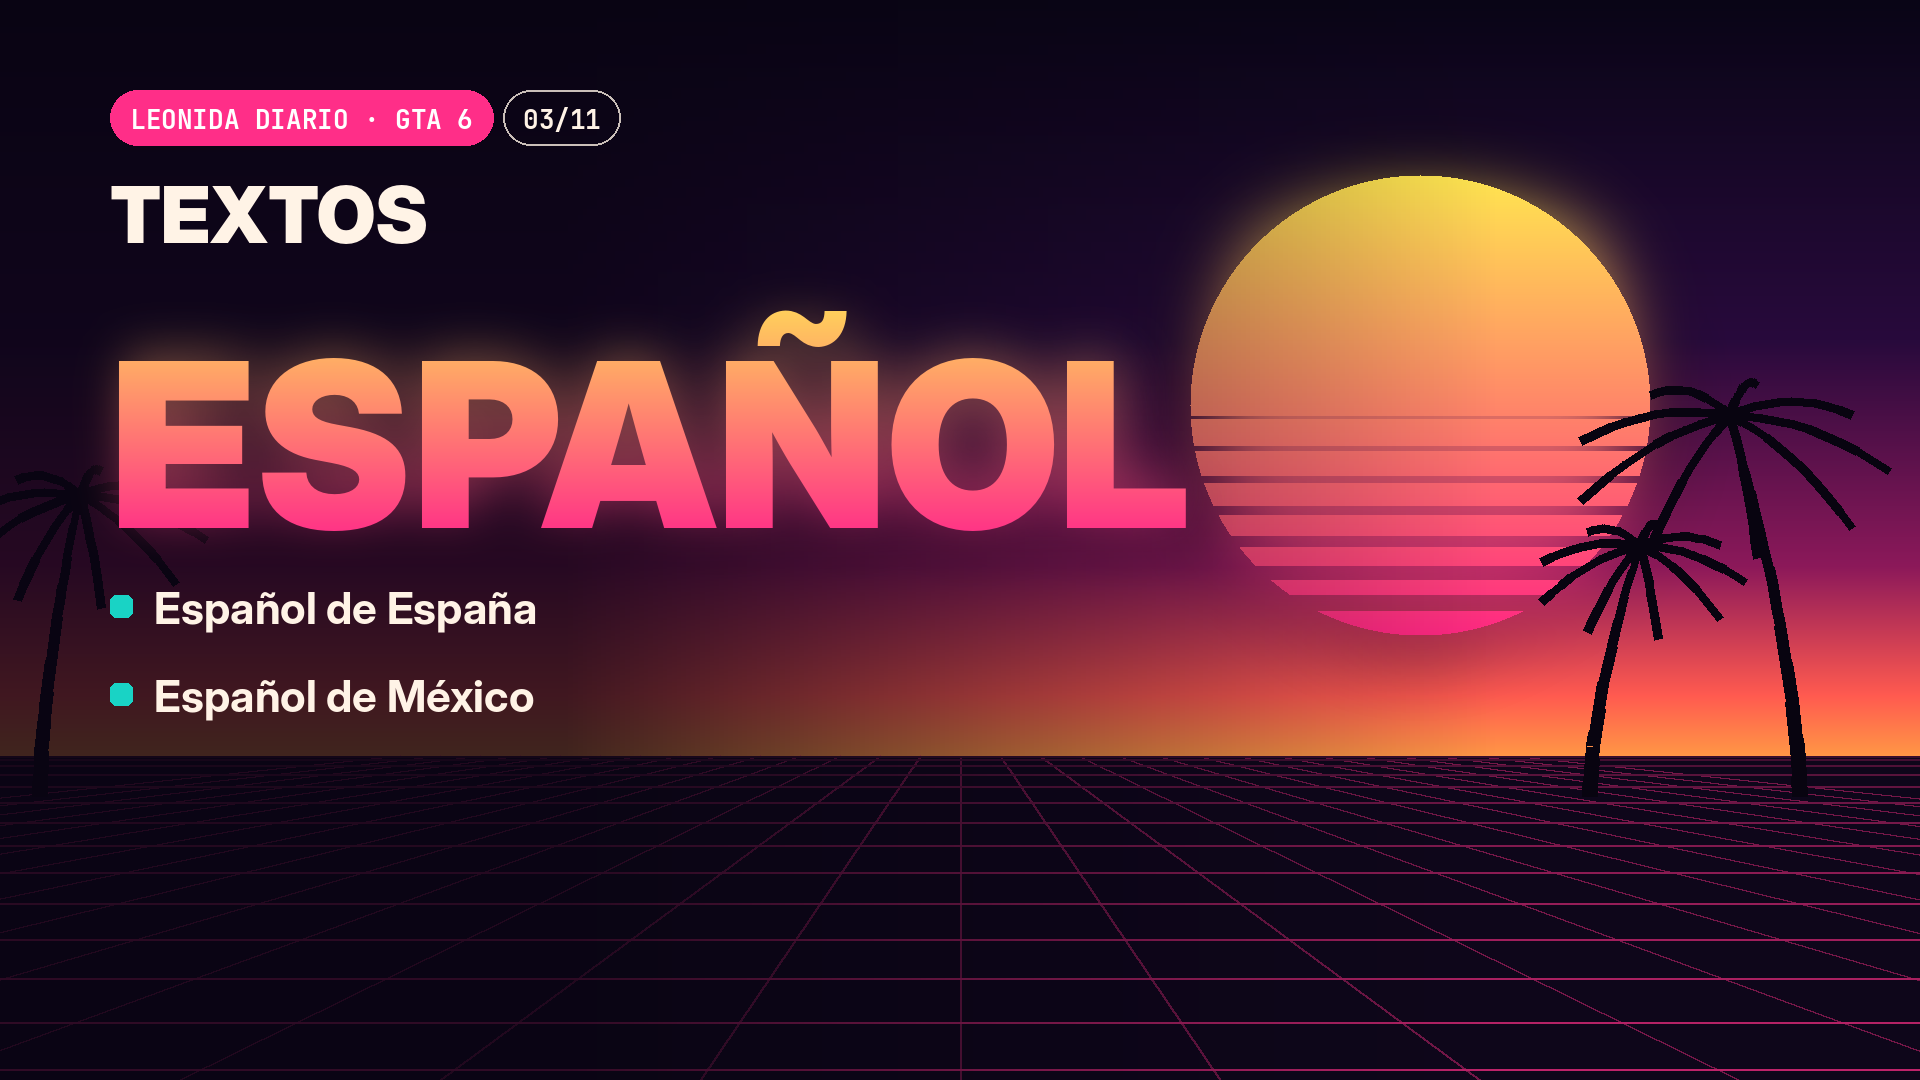 LEONIDA DIARIO · GTA 6 03/11
TEXTOS
ESPAÑOL
Español de España
Español de México